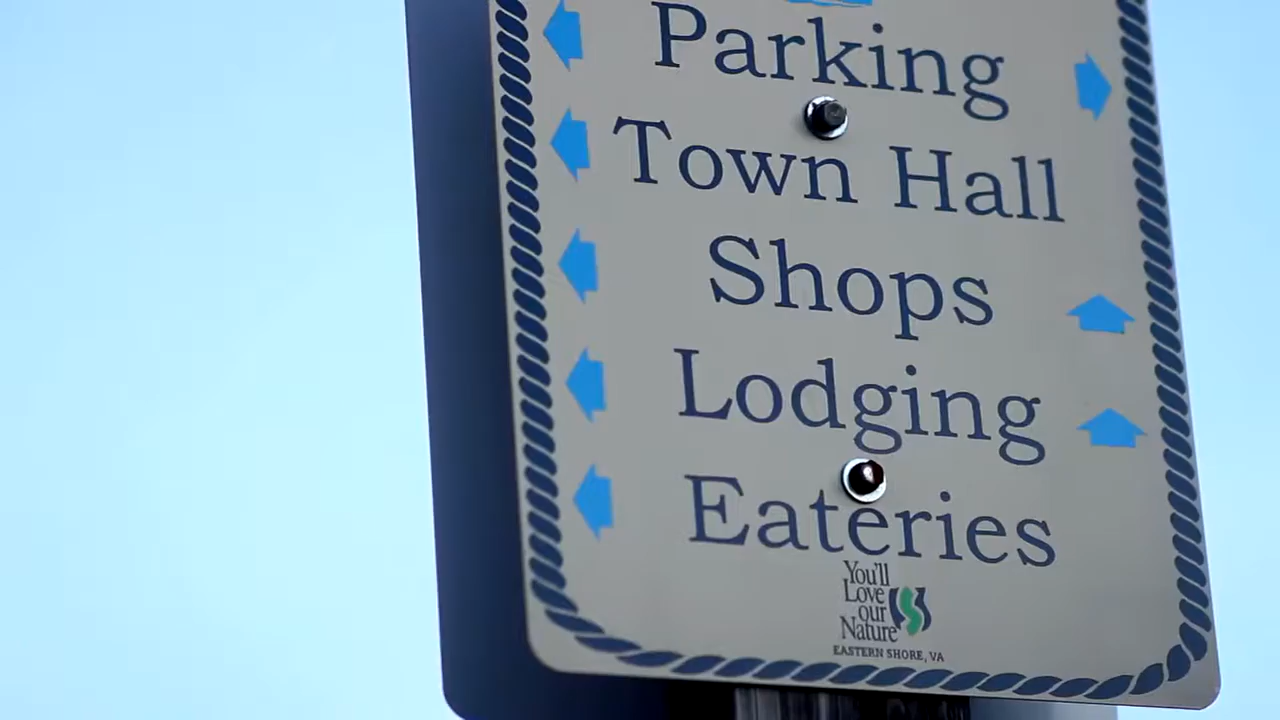 Parking
Town Hall
Shops
Lodging
Eateries
You'll
Love
our
Nature
EASTERN SHORE, VA